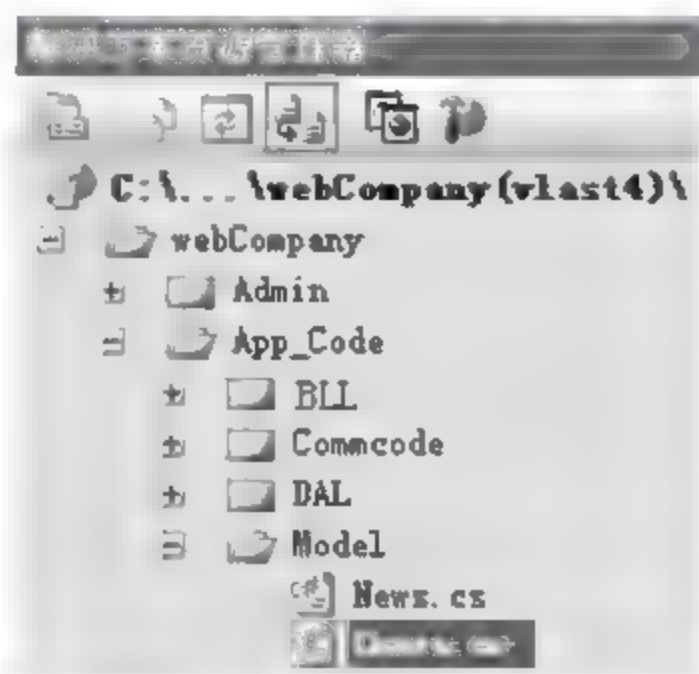 C:\...\webCompany(vlast4)\
webCompany
Admin
App_Code
BLL
Commcode
DAL
Model
News.cs